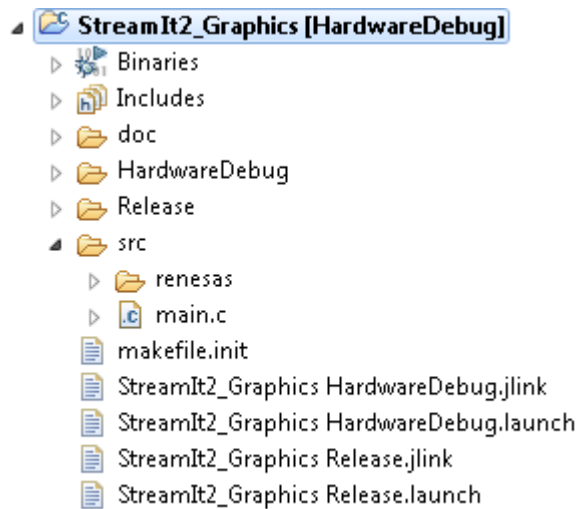 StreamIt2_Graphics [HardwareDebug]
Binaries
Includes
doc
HardwareDebug
Release
src
renesas
main.c
makefile.init
StreamIt2_Graphics HardwareDebug.jlink
StreamIt2_Graphics HardwareDebug.launch
StreamIt2_Graphics Release.jlink
StreamIt2_Graphics Release.launch